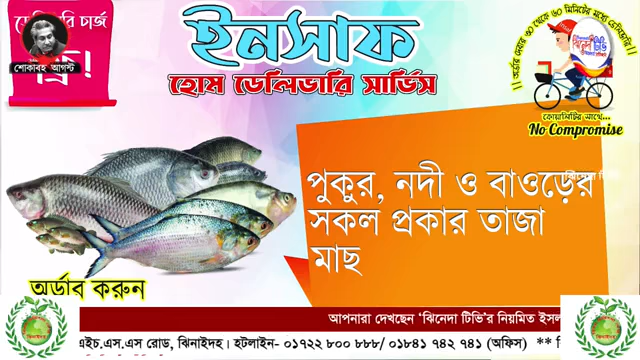 ডেলিভারি চার্জ
ফ্রি !
শোকাবহ আগস্ট
ইনসাফ
হোম ডেলিভারি সার্ভিস
ঝিনেদা টিভি
কোয়ালিটির সাথে...
No Compromise
পুকুর, নদী ও বাওড়ের
সকল প্রকার তাজা
মাছ
অর্ডার করুন
আপনারা দেখছেন ‘ঝিনেদা টিভি’র নিয়মিত
এইচ.এস.এস রোড, ঝিনাইদহ। হটলাইন- ০১৭২২ ৮০০ ৮৮৮/ ০১৮৪১ ৭৪২ ৭৪১ (অফিস) **